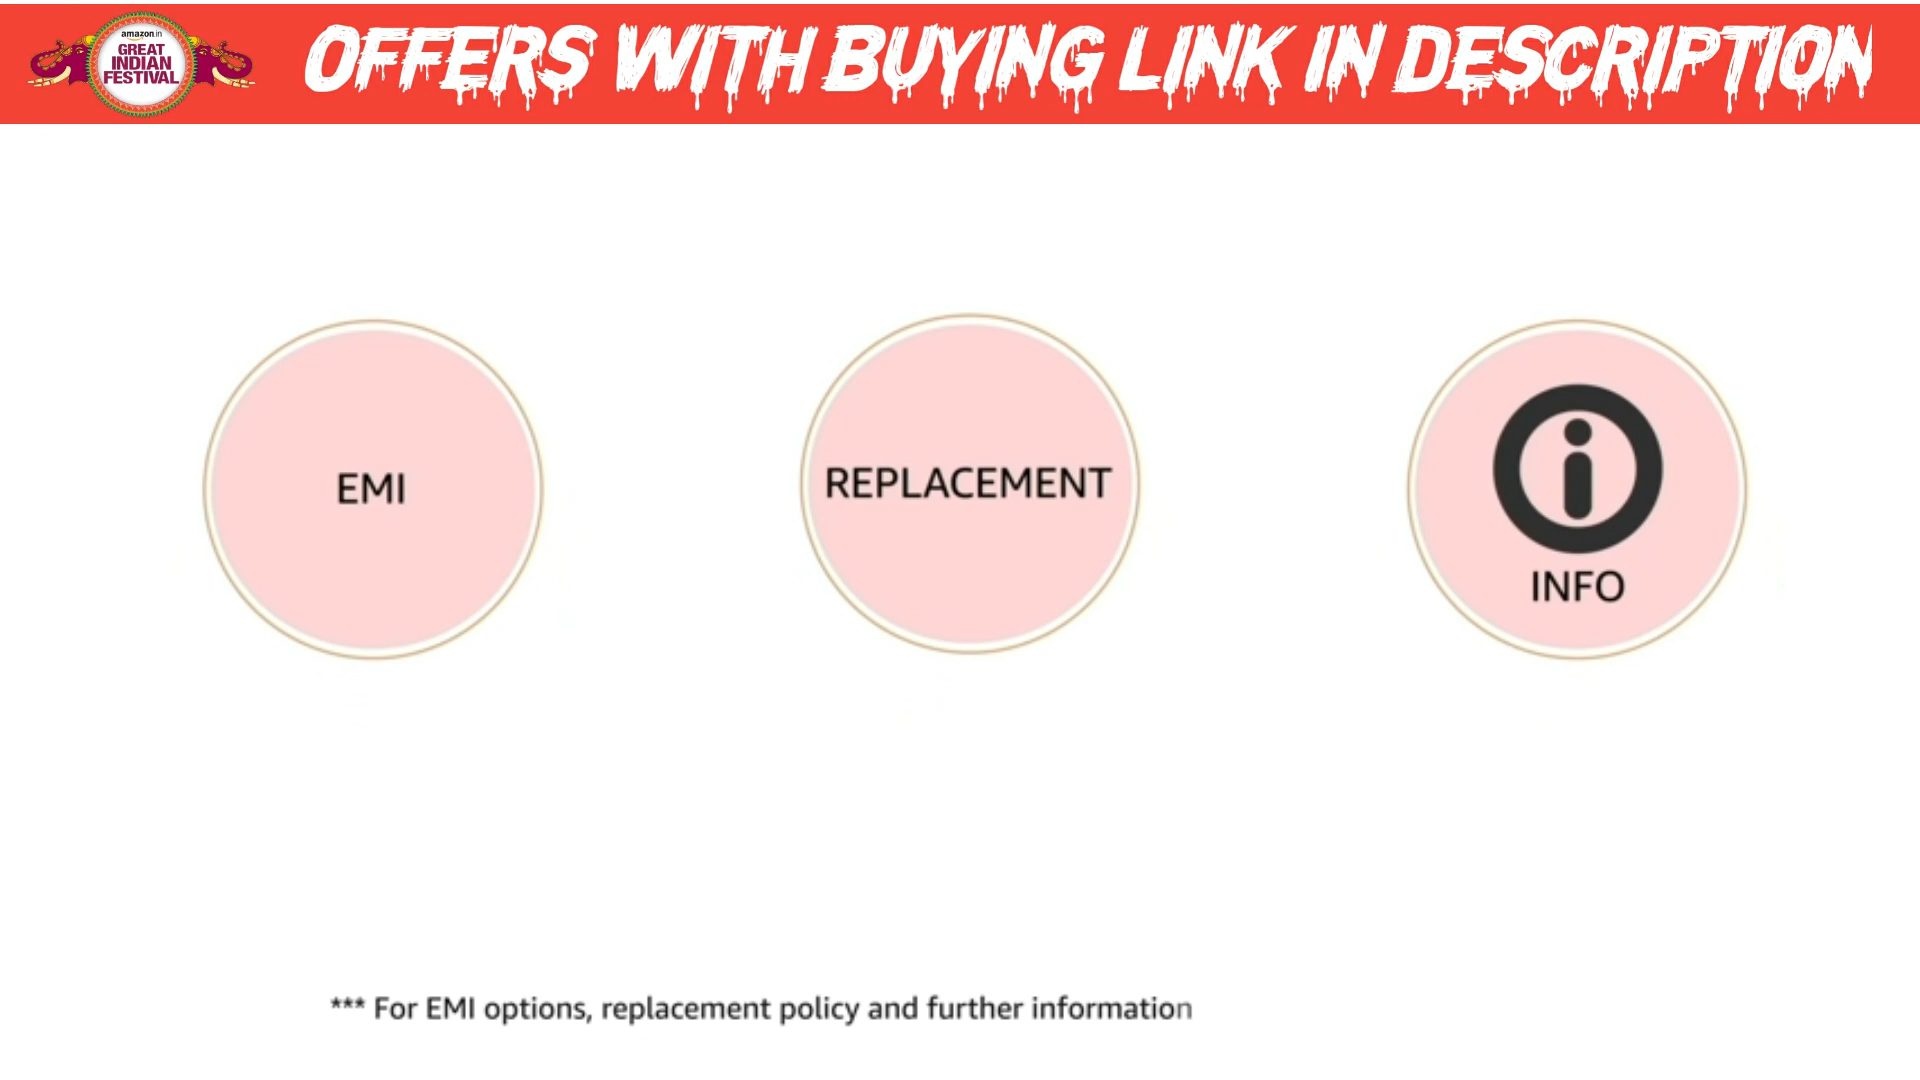 amazon.in
GREAT
INDIAN
FESTIVAL
OFFERS WITH BUYING LINK IN DESCRIPTION
EMI
REPLACEMENT
INFO
*** For EMI options, replacement policy and further information